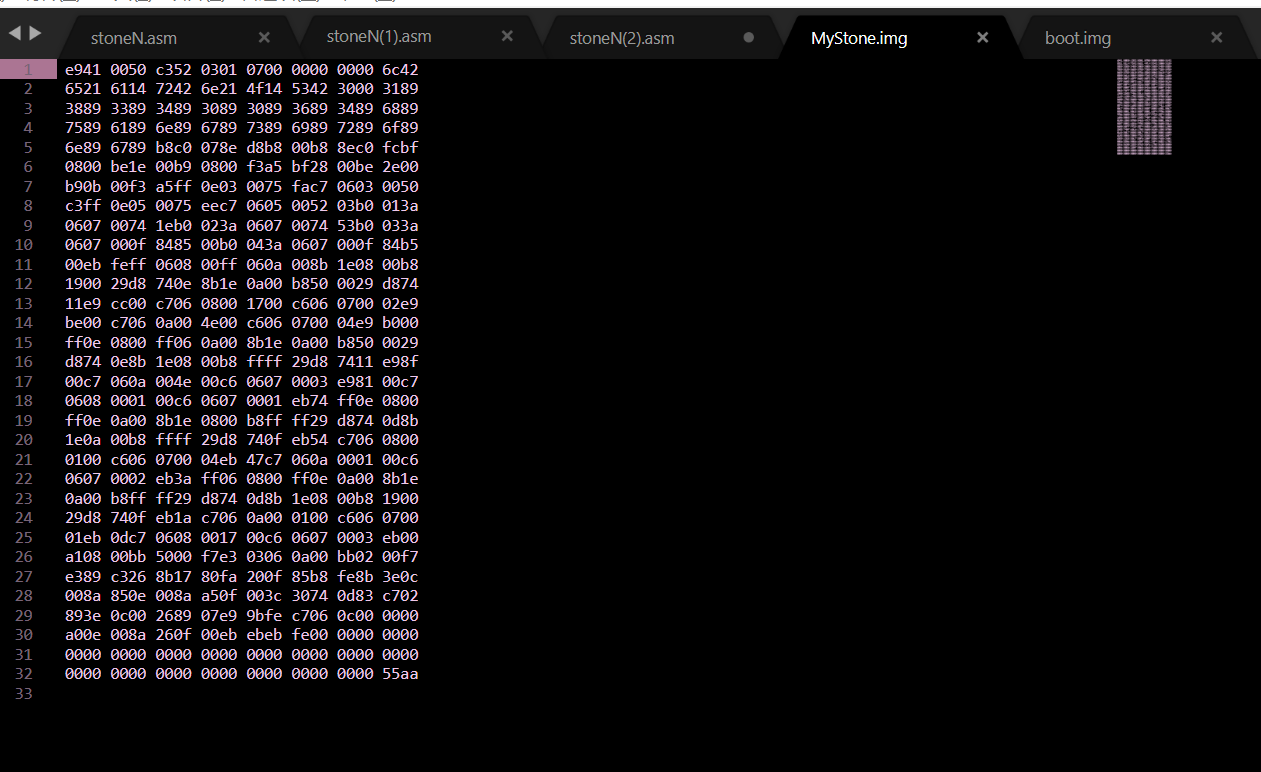 stoneN.asm
stoneN(1).asm
stoneN(2).asm
MyStone.img
boot.img
1 e941 0050 c352 0301 0700 0000 0000 6c42
2 6521 6114 7242 6e21 4f14 5342 3000 3189
3 3889 3389 3489 3089 3089 3689 3489 6889
4 7589 6189 6e89 6789 7389 6989 7289 6f89
5 6e89 6789 b8c0 078e d8b8 00b8 8ec0 fcbf
6 0800 be1e 00b9 0800 f3a5 bf28 00be 2e00
7 b90b 00f3 a5ff 0e03 0075 fac7 0603 0050
8 c3ff 0e05 0075 eec7 0605 0052 03b0 013a
9 0607 0074 1eb0 023a 0607 0074 53b0 033a
10 0607 000f 8485 00b0 043a 0607 000f 84b5
11 00eb feff 0608 00ff 060a 008b 1e08 00b8
12 1900 29d8 740e 8b1e 0a00 b850 0029 d874
13 11e9 cc00 c706 0800 1700 c606 0700 02e9
14 be00 c706 0a00 4e00 c606 0700 04e9 b000
15 ff0e 0800 ff06 0a00 8b1e 0a00 b850 0029
16 d874 0e8b 1e08 00b8 ffff 29d8 7411 e98f
17 00c7 060a 004e 00c6 0607 0003 e981 00c7
18 0608 0001 00c6 0607 0001 eb74 ff0e 0800
19 ff0e 0a00 8b1e 0800 b8ff ff29 d874 0d8b
20 1e0a 00b8 ffff 29d8 740f eb54 c706 0800
21 0100 c606 0700 04eb 47c7 060a 0001 00c6
22 0607 0002 eb3a ff06 0800 ff0e 0a00 8b1e
23 0a00 b8ff ff29 d874 0d8b 1e08 00b8 1900
24 29d8 740f eb1a c706 0a00 0100 c606 0700
25 01eb 0dc7 0608 0017 00c6 0607 0003 eb00
26 a108 00bb 5000 f7e3 0306 0a00 bb02 00f7
27 e389 c326 8b17 80fa 200f 85b8 fe8b 3e0c
28 008a 850e 008a a50f 003c 3074 0d83 c702
29 893e 0c00 2689 07e9 9bfe c706 0c00 0000
30 a00e 008a 260f 00eb ebeb fe00 0000 0000
31 0000 0000 0000 0000 0000 0000 0000 0000
32 0000 0000 0000 0000 0000 0000 0000 55aa
33